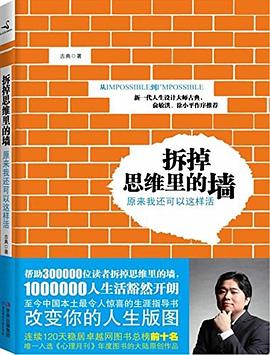 古典 著
从IMPOSSIBLE到I'MPOSSIBLE
新一代人生设计大师古典,
俞敏洪、徐小平作序推荐
拆掉
思维里的墙
原来我还可以这样活
帮助300000位读者拆掉思维里的墙,
1000000人生活豁然开朗
至今中国本土最令人惊喜的生涯指导书
改变你的人生版图
连续120天稳居卓越网图书总榜前十名
唯一入选《心理月刊》年度图书的大陆原创作品
拆掉思维里的墙
原来我还可以这样活